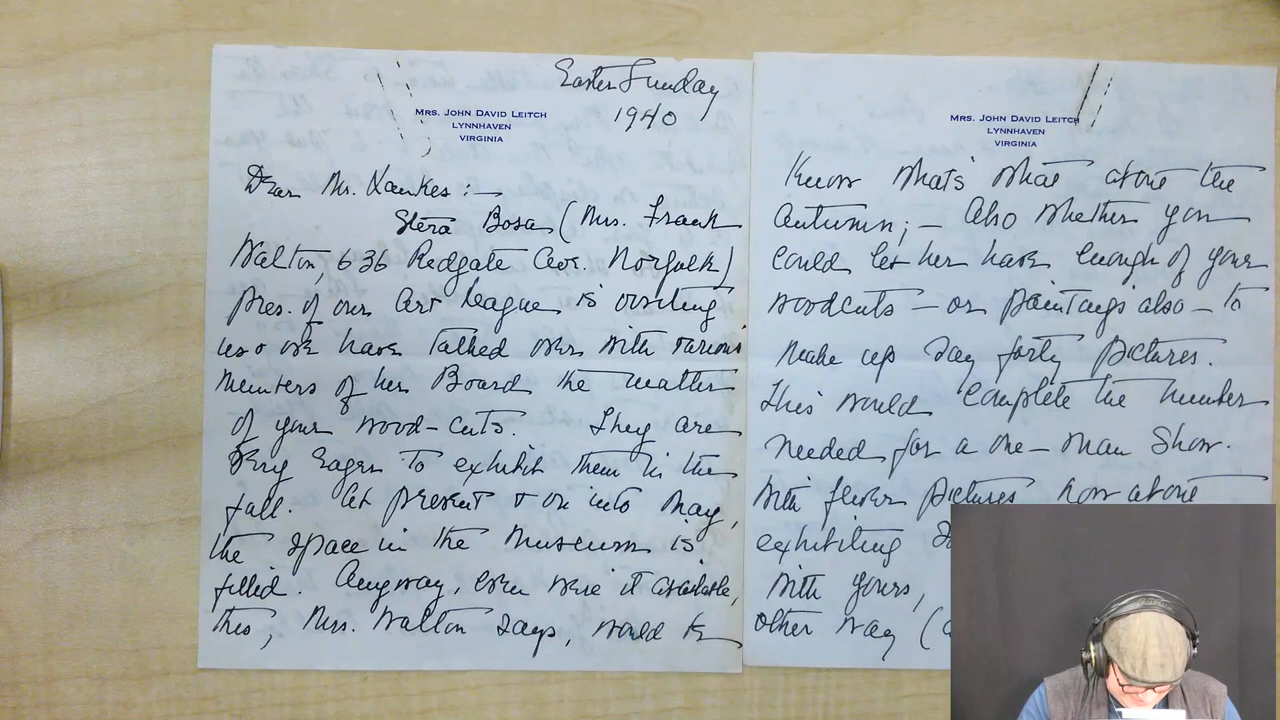 Easter Sunday
1940
MRS. JOHN DAVID LEITCH
LYNNHAVEN
VIRGINIA
Dear Mr.
Bosa (Mrs. Frank
Walton, 636 Redgate Ave. Norfolk)
pres. of our Art League is visiting
us & we have talked over with various
members of her Board the matter
of your wood-cuts. They are
very eager to exhibit them in the
fall. At present & on into May,
the space in the Museum is
filled. Anyway, even were it available,
this, Mrs. Walton says, would be
MRS. JOHN DAVID LEITCH
LYNNHAVEN
VIRGINIA
Know what's what about the
Autumn; — Also whether you
could let her have enough of your
woodcuts — or paintings also — to
make up say forty pictures.
This would complete the number
needed for a one-man show.
With fewer pictures how about
exhibiting
with yours,
other way (